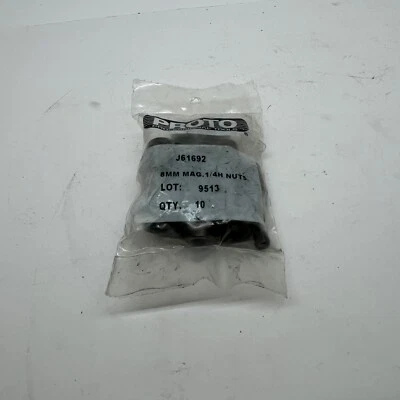 PROTO
J61692
8MM MAG.1/4H NUTS
LOT: 9513
QTY. 10